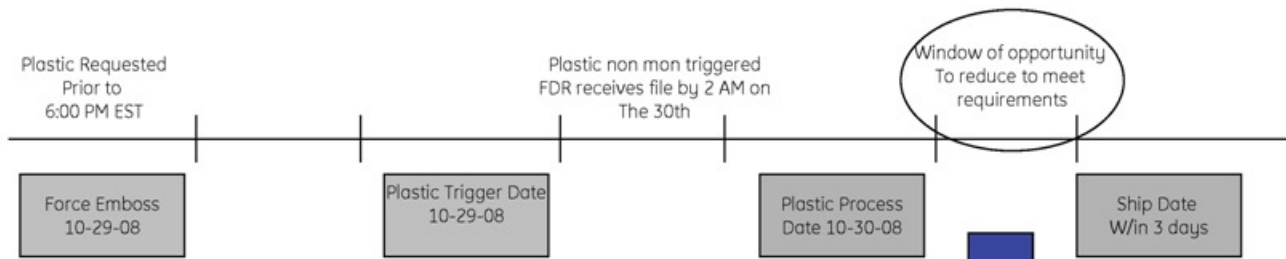 Plastic Requested
Prior to
6:00 PM EST
Plastic non mon triggered
FDR receives file by 2 AM on
The 30th
Window of opportunity
To reduce to meet
requirements
Force Emboss
10-29-08
Plastic Trigger Date
10-29-08
Plastic Process
Date 10-30-08
Ship Date
W/in 3 days